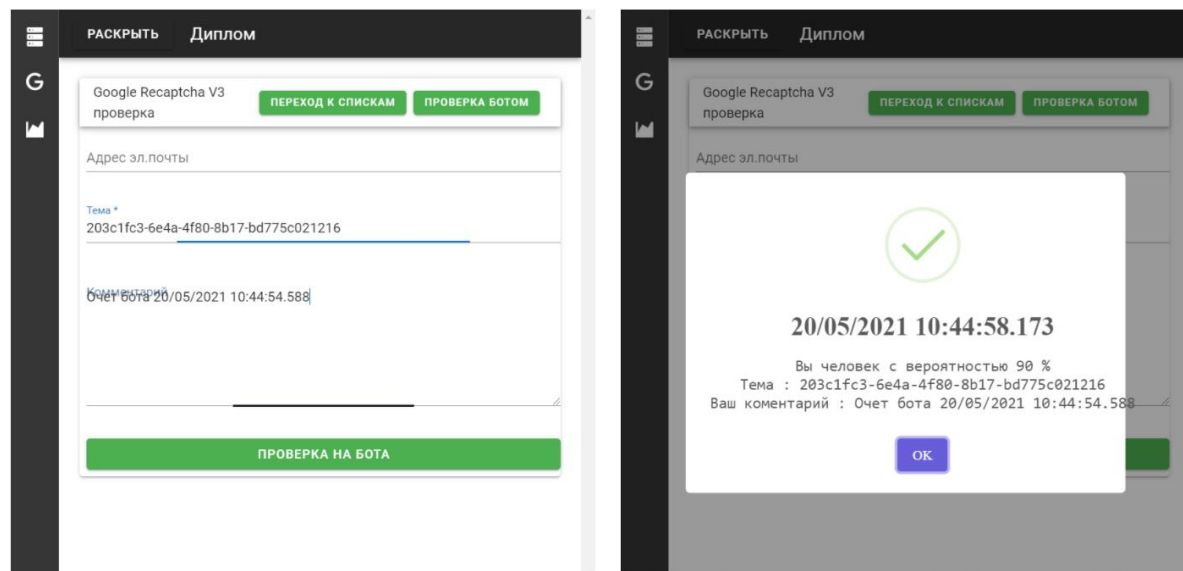 РАСКРЫТЬ Диплом
G
Google Recaptcha V3
проверка
ПЕРЕХОД К СПИСКАМ ПРОВЕРКА БОТОМ
Адрес эл.почты
Тема *
203c1fc3-6e4a-4f80-8b17-bd775c021216
Комментарий
Очет бота 20/05/2021 10:44:54.588
ПРОВЕРКА НА БОТА
РАСКРЫТЬ Диплом
G
Google Recaptcha V3
проверка
ПЕРЕХОД К СПИСКАМ ПРОВЕРКА БОТОМ
Адрес эл.почты
20/05/2021 10:44:58.173
Вы человек с вероятностью 90 %
Тема : 203c1fc3-6e4a-4f80-8b17-bd775c021216
Ваш коментарий : Очет бота 20/05/2021 10:44:54.588
OK